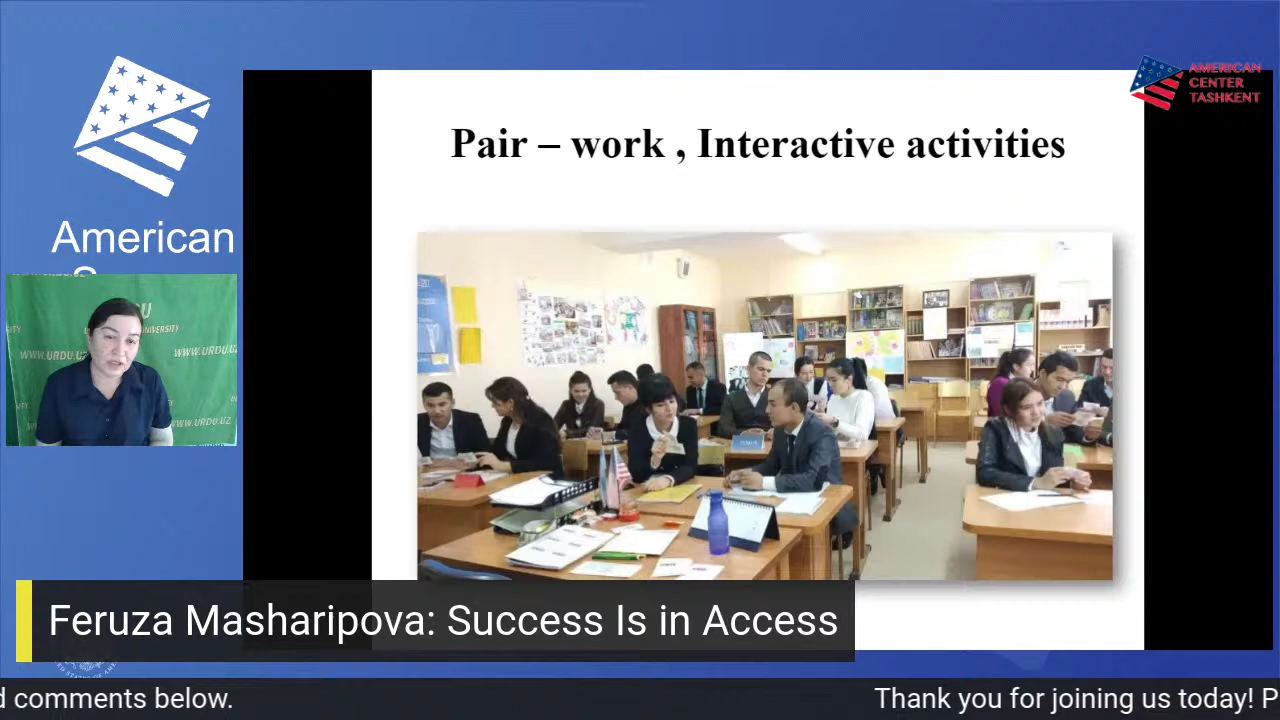 AMERICAN
CENTER
TASHKENT
Pair – work , Interactive activities
American
WWW.URDU.UZ
WWW.URDU.UZ
WWW.URDU.UZ
UNIVERSITY
Feruza Masharipova: Success Is in Access
d comments below.
Thank you for joining us today! P